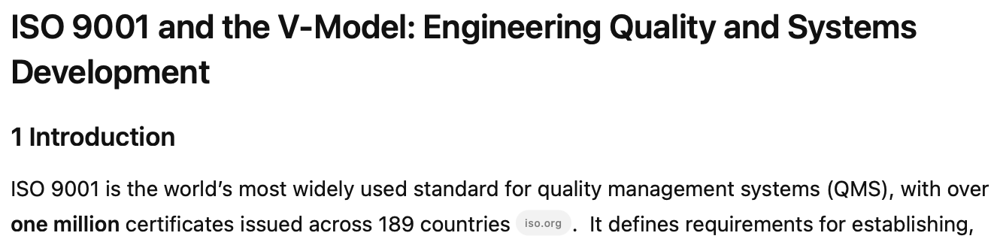 ISO 9001 and the V-Model: Engineering Quality and Systems
Development
1 Introduction
ISO 9001 is the world’s most widely used standard for quality management systems (QMS), with over
one million certificates issued across 189 countries iso.org . It defines requirements for establishing,